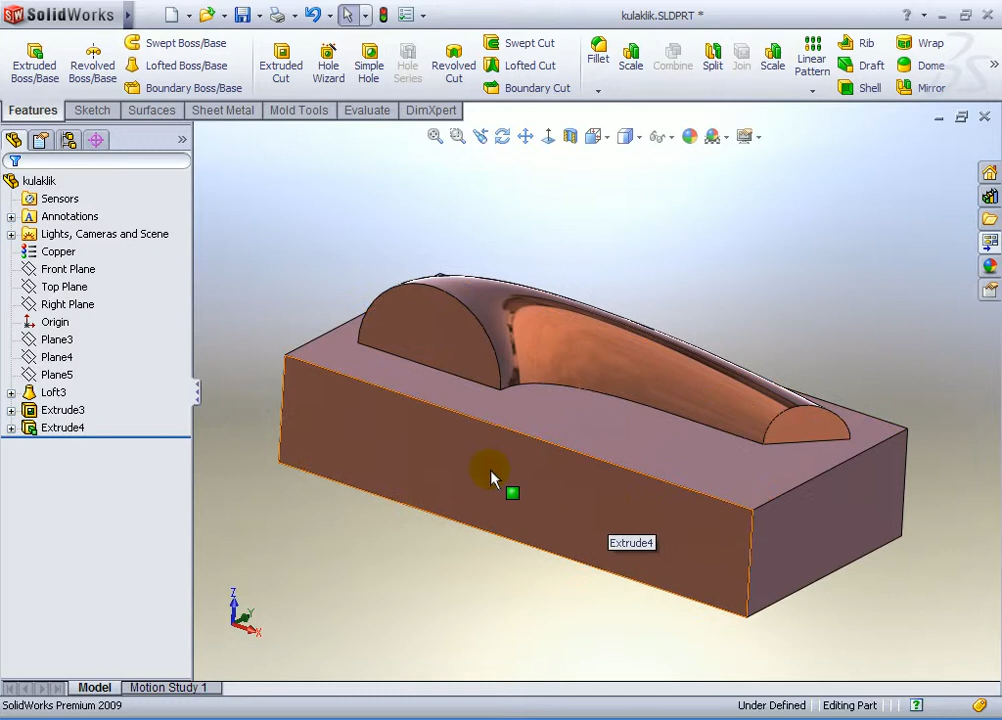 SolidWorks
kulaklik.SLDPRT *
Extruded Boss/Base
Revolved Boss/Base
Swept Boss/Base
Lofted Boss/Base
Boundary Boss/Base
Extruded Cut
Hole Wizard
Simple Hole
Hole Series
Revolved Cut
Swept Cut
Lofted Cut
Boundary Cut
Fillet
Scale
Combine
Split
Join
Scale
Linear Pattern
Rib
Draft
Shell
Wrap
Dome
Mirror
Features
Sketch
Surfaces
Sheet Metal
Mold Tools
Evaluate
DimXpert
kulaklik
Sensors
Annotations
Lights, Cameras and Scene
Copper
Front Plane
Top Plane
Right Plane
Origin
Plane3
Plane4
Plane5
Loft3
Extrude3
Extrude4
Extrude4
Z
Y
X
Model
Motion Study 1
SolidWorks Premium 2009
Under Defined
Editing Part